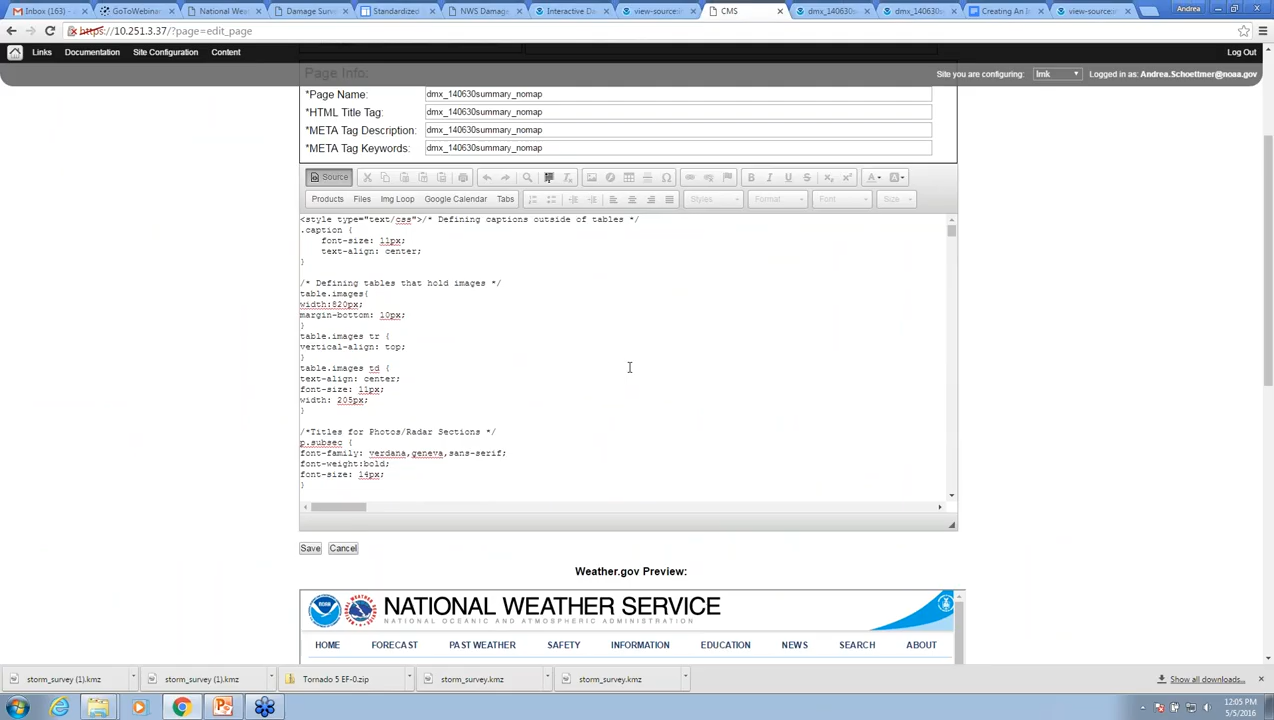 Inbox (163) -
GoToWebinar
National Wea
Damage Surv
Standardized
NWS Damage
Interactive Da
view-source:
CMS
dmx_140630s
dmx_140630s
Creating An I
view-source:
Andrea
https://10.251.3.37/?page=edit_page
Links
Documentation
Site Configuration
Content
Log Out
Page Info:
Site you are configuring:
lmk
Logged in as: Andrea.Schoettmer@noaa.gov
*Page Name:
dmx_140630summary_nomap
*HTML Title Tag:
dmx_140630summary_nomap
*META Tag Description:
dmx_140630summary_nomap
*META Tag Keywords:
dmx_140630summary_nomap
Source
Products
Files
Img Loop
Google Calendar
Tabs
Styles
Format
Font
Size
<style type="text/css">/* Defining captions outside of tables */
.caption {
font-size: 11px;
text-align: center;
}
/* Defining tables that hold images */
table.images{
width:820px;
margin-bottom: 10px;
}
table.images tr {
vertical-align: top;
}
table.images td {
text-align: center;
font-size: 11px;
width: 205px;
}
/*Titles for Photos/Radar Sections */
p.subsec {
font-family: verdana,geneva,sans-serif;
font-weight:bold;
font-size: 14px;
}
Save
Cancel
Weather.gov Preview:
NATIONAL WEATHER SERVICE
NATIONAL OCEANIC AND ATMOSPHERIC ADMINISTRATION
HOME
FORECAST
PAST WEATHER
SAFETY
INFORMATION
EDUCATION
NEWS
SEARCH
ABOUT
storm_survey (1).kmz
storm_survey (1).kmz
Tornado 5 EF-0.zip
storm_survey.kmz
storm_survey.kmz
Show all downloads...
12:05 PM
5/5/2016